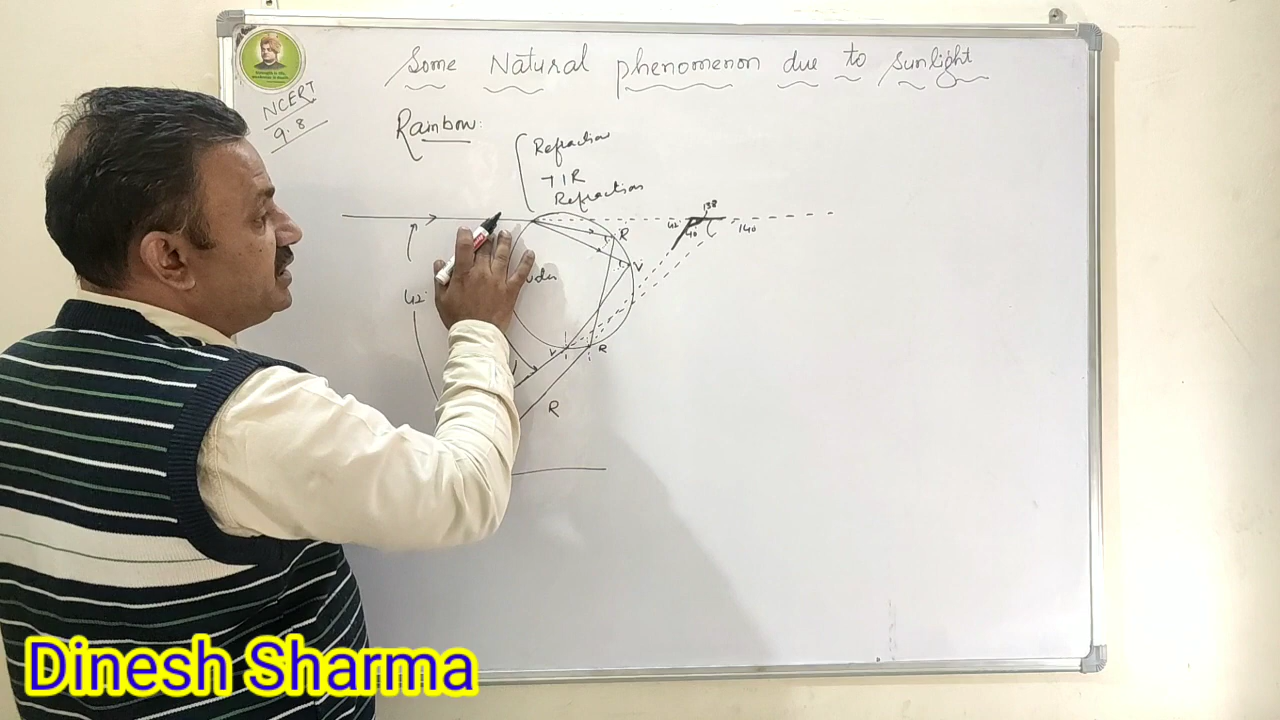 Some Natural phenomenon due to Sunlight
NCERT
9.8
Rainbow:
Refraction
TIR
Refraction
138
42
40
140
R
V
42°
V
R
R
Dinesh Sharma